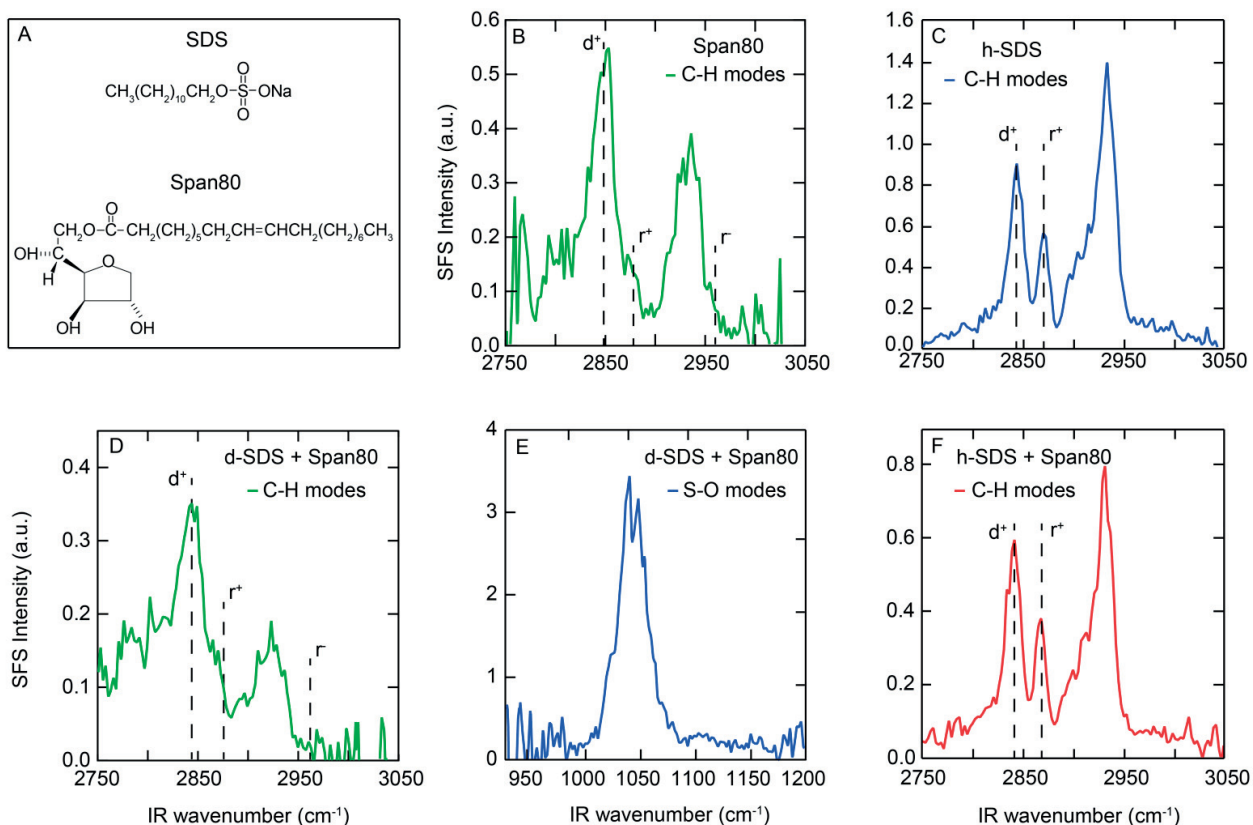 A
SDS
CH₃(CH₂)₁₀CH₂O-S-ONa
O
O
Span80
O
CH₂O-C-CH₂(CH₂)₅CH₂CH=CHCH₂(CH₂)₆CH₃
OH
H
O
OH
OH
B
Span80
C-H modes
d⁺
r⁺
r⁻
SFS Intensity (a.u.)
0.6
0.5
0.4
0.3
0.2
0.1
0.0
2750 2850 2960 3050
C
h-SDS
C-H modes
d⁺
r⁺
1.6
1.4
1.2
1.0
0.8
0.6
0.4
0.2
0.0
2750 2850 2950 3050
D
d-SDS + Span80
C-H modes
d⁺
r⁺
r⁻
SFS Intensity (a.u.)
0.4
0.3
0.2
0.1
0.0
2750 2850 2950 3050
IR wavenumber (cm⁻¹)
E
d-SDS + Span80
S-O modes
4
3
2
1
0
950 1000 1050 1100 1150 1200
IR wavenumber (cm⁻¹)
F
h-SDS + Span80
C-H modes
d⁺
r⁺
0.8
0.6
0.4
0.2
0.0
2750 2850 2950 3050
IR wavenumber (cm⁻¹)